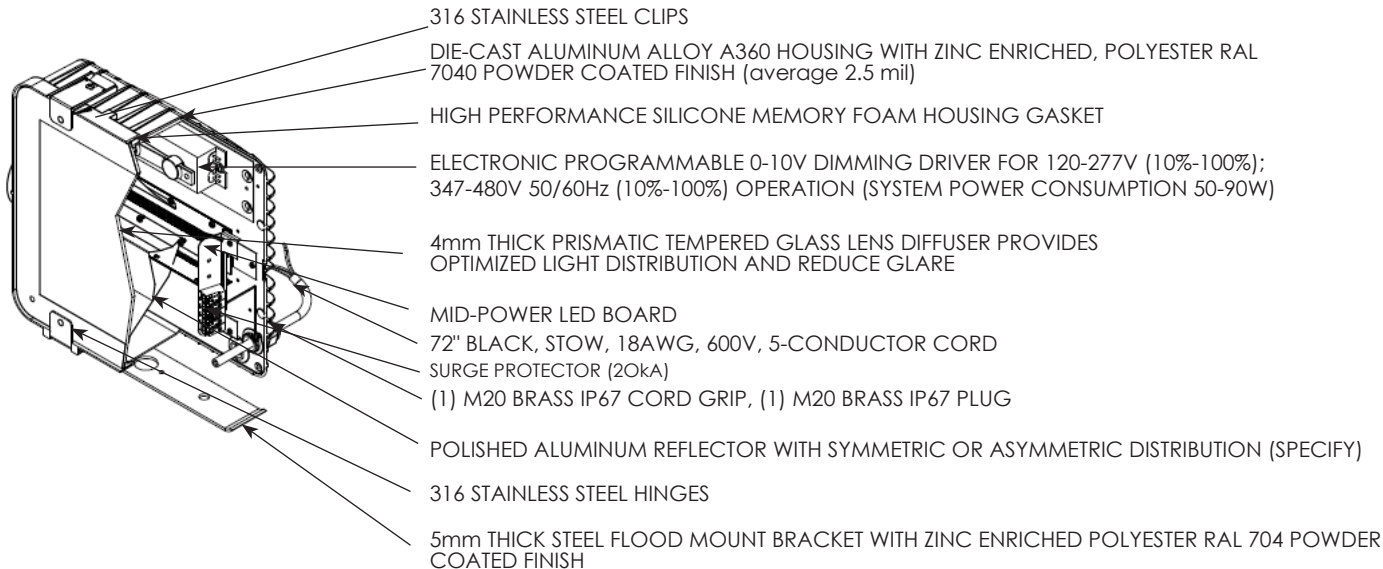 316 STAINLESS STEEL CLIPS
DIE-CAST ALUMINUM ALLOY A360 HOUSING WITH ZINC ENRICHED, POLYESTER RAL
7040 POWDER COATED FINISH (average 2.5 mil)
HIGH PERFORMANCE SILICONE MEMORY FOAM HOUSING GASKET
ELECTRONIC PROGRAMMABLE 0-10V DIMMING DRIVER FOR 120-277V (10%-100%);
347-480V 50/60Hz (10%-100%) OPERATION (SYSTEM POWER CONSUMPTION 50-90W)
4mm THICK PRISMATIC TEMPERED GLASS LENS DIFFUSER PROVIDES
OPTIMIZED LIGHT DISTRIBUTION AND REDUCE GLARE
MID-POWER LED BOARD
72" BLACK, STOW, 18AWG, 600V, 5-CONDUCTOR CORD
SURGE PROTECTOR (20kA)
(1) M20 BRASS IP67 CORD GRIP, (1) M20 BRASS IP67 PLUG
POLISHED ALUMINUM REFLECTOR WITH SYMMETRIC OR ASYMMETRIC DISTRIBUTION (SPECIFY)
316 STAINLESS STEEL HINGES
5mm THICK STEEL FLOOD MOUNT BRACKET WITH ZINC ENRICHED POLYESTER RAL 704 POWDER
COATED FINISH